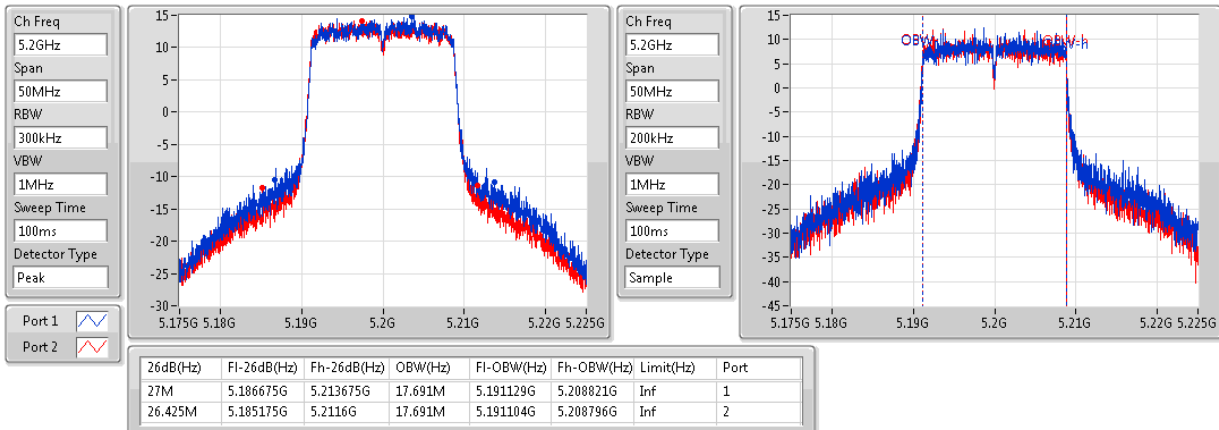 Ch Freq
5.2GHz
Span
50MHz
RBW
300kHz
VBW
1MHz
Sweep Time
100ms
Detector Type
Peak
Port 1
Port 2
15
10
5
0
-5
-10
-15
-20
-25
-30
5.175G 5.18G 5.19G 5.2G 5.21G 5.22G 5.225G
Ch Freq
5.2GHz
Span
50MHz
RBW
200kHz
VBW
1MHz
Sweep Time
100ms
Detector Type
Sample
15
10
5
0
-5
-10
-15
-20
-25
-30
-35
-40
-45
OBW-h
5.175G 5.18G 5.19G 5.2G 5.21G 5.22G 5.225G
26dB(Hz) Fl-26dB(Hz) Fh-26dB(Hz) OBW(Hz) Fl-OBW(Hz) Fh-OBW(Hz) Limit(Hz) Port
27M 5.186675G 5.213675G 17.691M 5.191129G 5.208821G Inf 1
26.425M 5.185175G 5.2116G 17.691M 5.191104G 5.208796G Inf 2